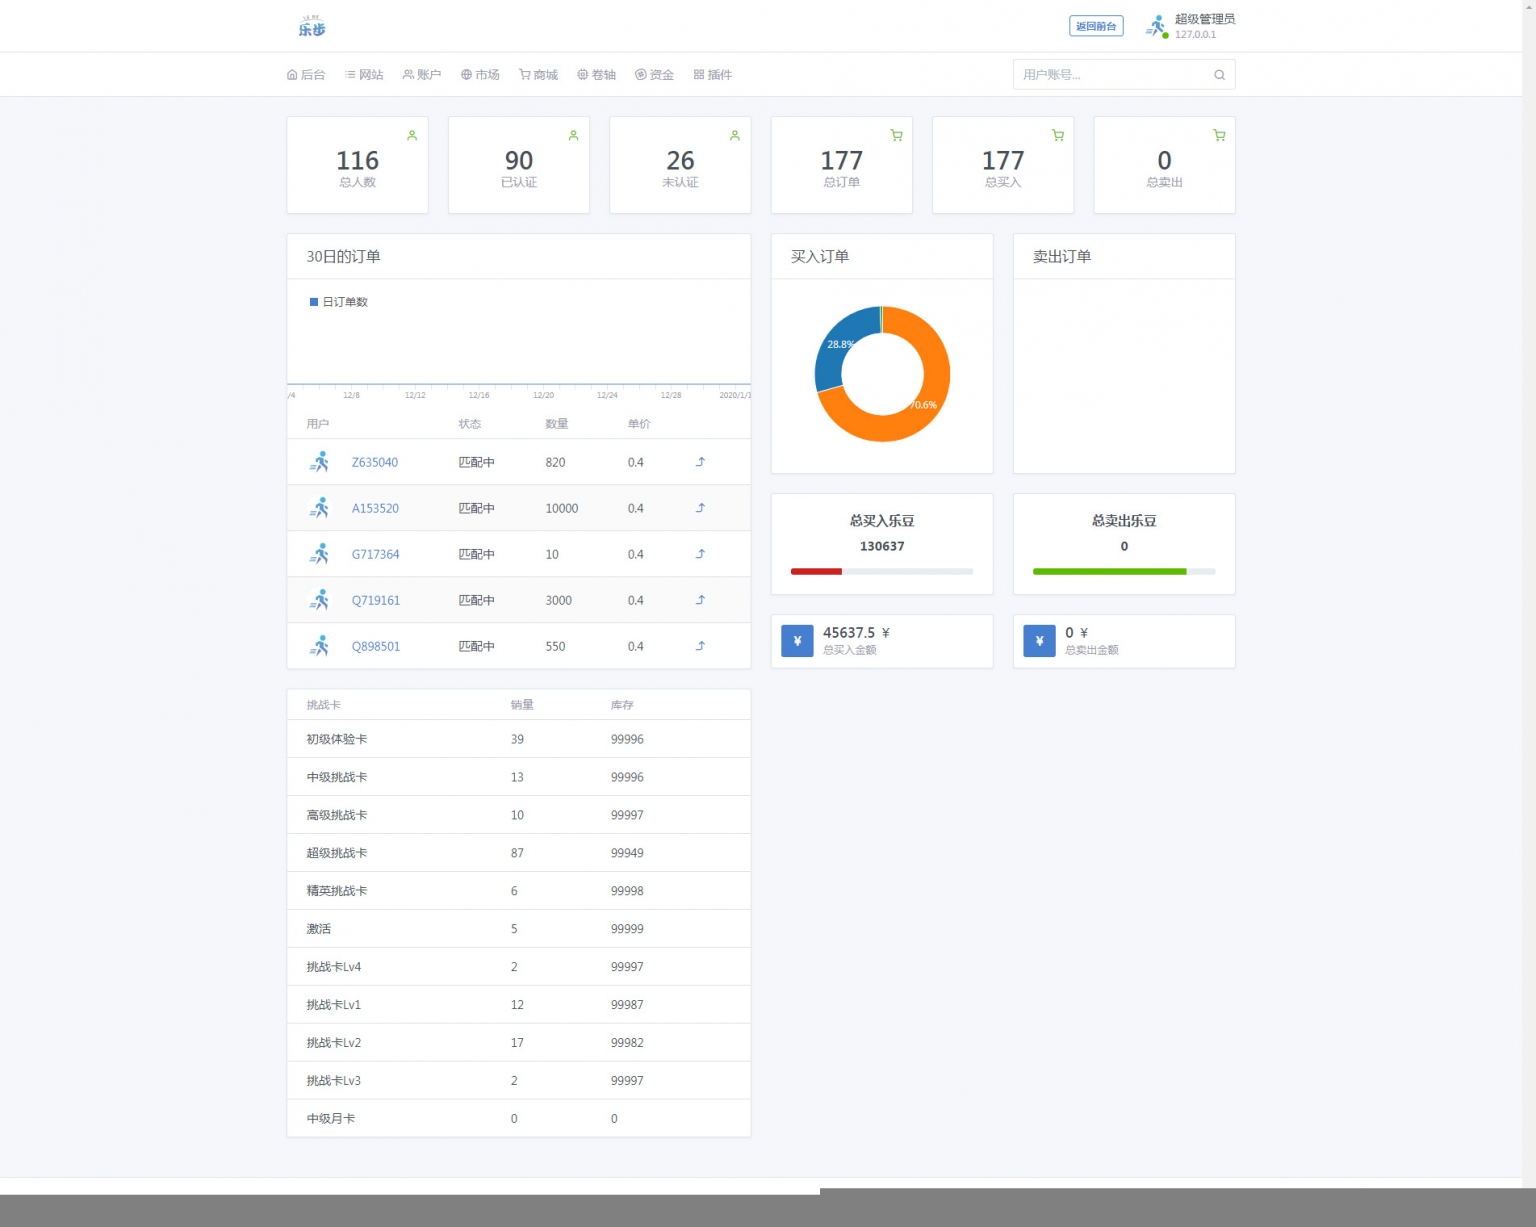 乐步
返回前台
超级管理员
127.0.0.1
后台 网站 账户 市场 商城 卷轴 资金 插件
用户账号...
116 90 26 177 177 0
总人数 已认证 未认证 总订单 总买入 总卖出
30日的订单
日订单数
/4 12/8 12/12 12/16 12/20 12/24 12/28 2020/1/1
用户 状态 数量 单价
Z635040 匹配中 820 0.4
A153520 匹配中 10000 0.4
G717364 匹配中 10 0.4
Q719161 匹配中 3000 0.4
Q898501 匹配中 550 0.4
买入订单
28.8%
70.6%
卖出订单
总买入乐豆
130637
总卖出乐豆
0
¥ 45637.5 ¥
总买入金额
¥ 0 ¥
总卖出金额
挑战卡 销量 库存
初级体验卡 39 99996
中级挑战卡 13 99996
高级挑战卡 10 99997
超级挑战卡 87 99949
精英挑战卡 6 99998
激活 5 99999
挑战卡Lv4 2 99997
挑战卡Lv1 12 99987
挑战卡Lv2 17 99982
挑战卡Lv3 2 99997
中级月卡 0 0